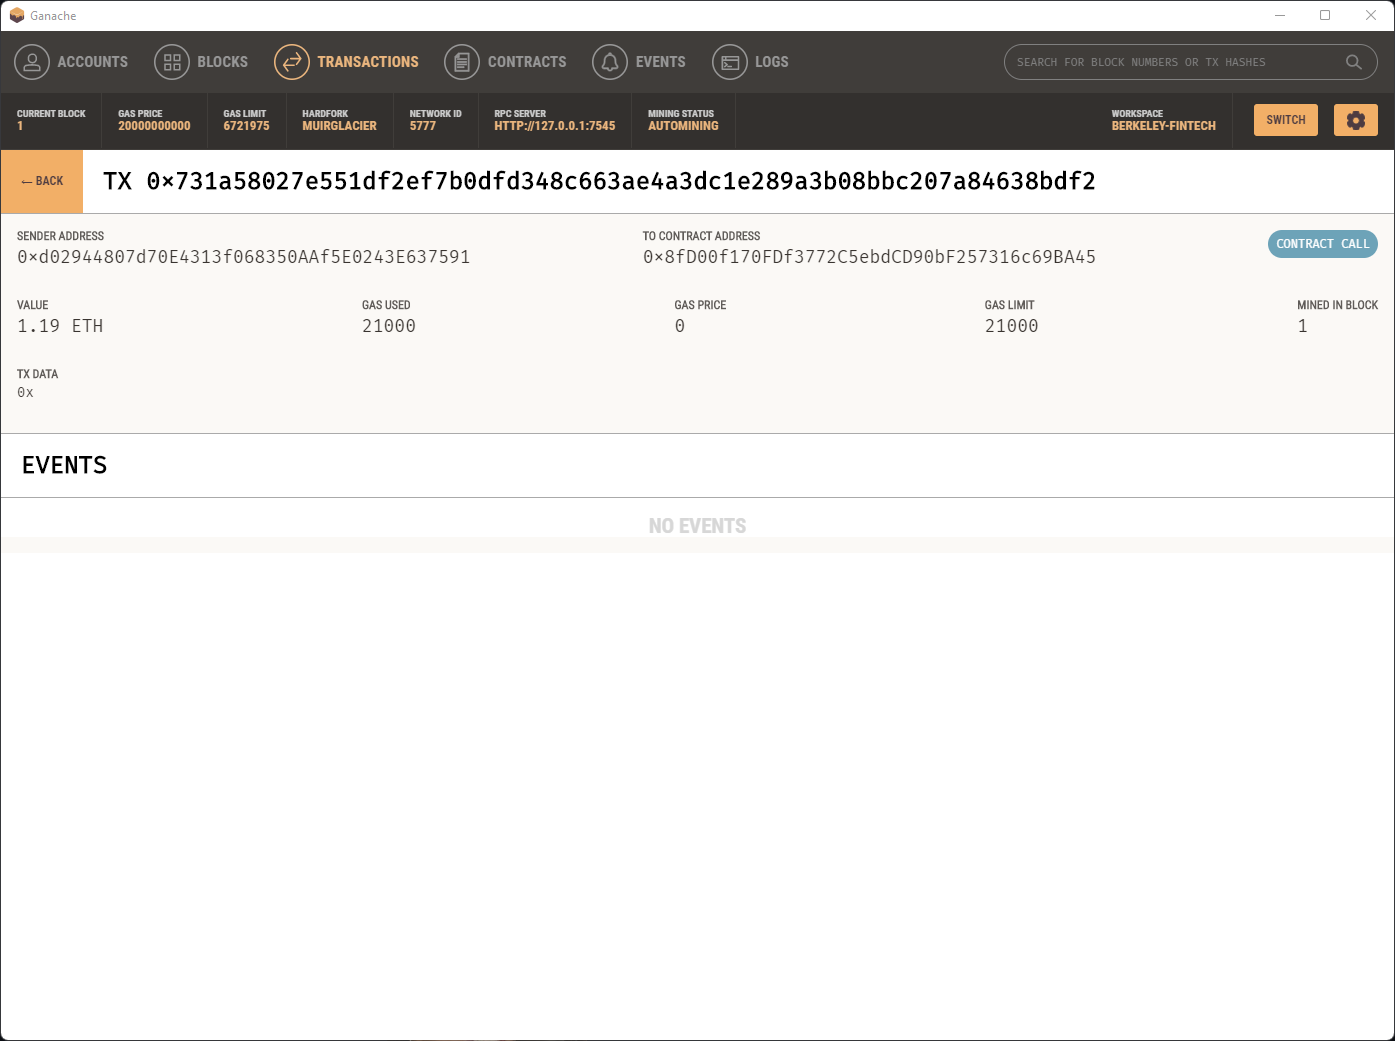 Ganache
ACCOUNTS BLOCKS TRANSACTIONS CONTRACTS EVENTS LOGS SEARCH FOR BLOCK NUMBERS OR TX HASHES
CURRENT BLOCK GAS PRICE GAS LIMIT HARDFORK NETWORK ID RPC SERVER MINING STATUS WORKSPACE
1 20000000000 6721975 MUIRGLACIER 5777 HTTP://127.0.0.1:7545 AUTOMINING BERKELEY-FINTECH SWITCH
← BACK TX 0×731a58027e551df2ef7b0dfd348c663ae4a3dc1e289a3b08bbc207a84638bdf2
SENDER ADDRESS TO CONTRACT ADDRESS
0×d02944807d70E4313f068350AAf5E0243E637591 0×8fD00f170FDf3772C5ebdCD90bF257316c69BA45 CONTRACT CALL
VALUE GAS USED GAS PRICE GAS LIMIT MINED IN BLOCK
1.19 ETH 21000 0 21000 1
TX DATA
0x
EVENTS
NO EVENTS